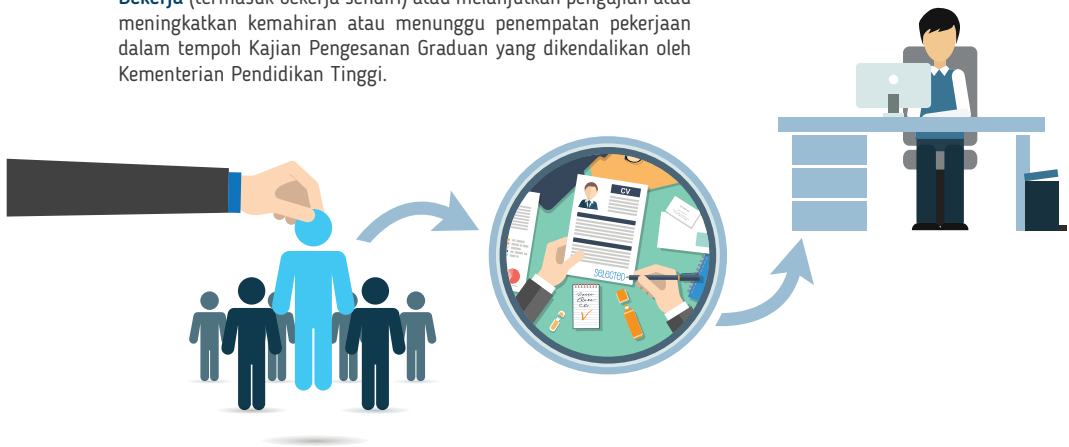 Bekerja (termasuk bekerja sendiri) atau melanjutkan pengajian atau
meningkatkan kemahiran atau menunggu penempatan pekerjaan
dalam tempoh Kajian Pengesanan Graduan yang dikendalikan oleh
Kementerian Pendidikan Tinggi.
CV
SELECTED